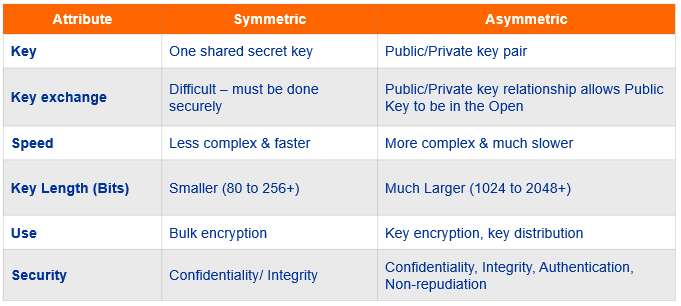 Attribute Symmetric Asymmetric
Key One shared secret key Public/Private key pair
Key exchange Difficult – must be done securely Public/Private key relationship allows Public Key to be in the Open
Speed Less complex & faster More complex & much slower
Key Length (Bits) Smaller (80 to 256+) Much Larger (1024 to 2048+)
Use Bulk encryption Key encryption, key distribution
Security Confidentiality/ Integrity Confidentiality, Integrity, Authentication, Non-repudiation